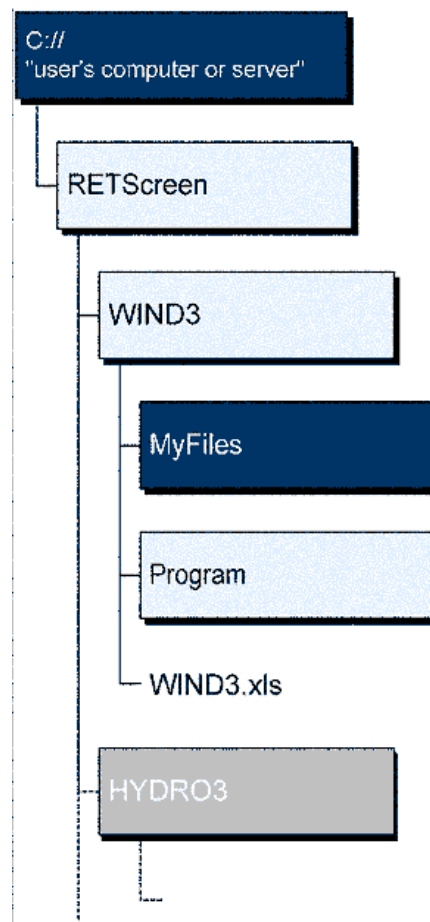 C://
"user's computer or server"
RETScreen
WIND3
MyFiles
Program
WIND3.xls
HYDRO3